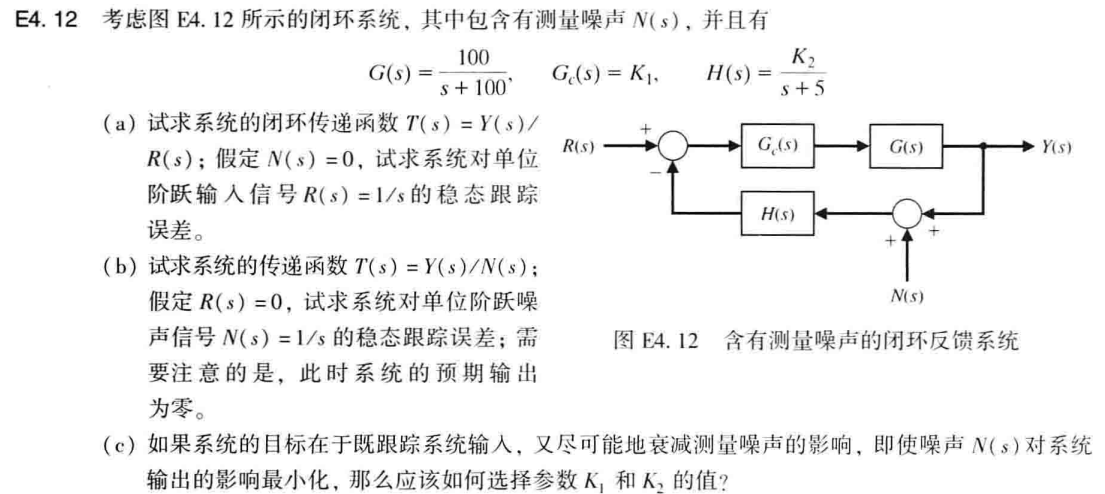 E4.12 考虑图 E4.12 所示的闭环系统, 其中包含有测量噪声 N(s), 并且有
G(s) = 100/(s + 100), G_c(s) = K_1, H(s) = K_2/(s + 5)
(a) 试求系统的闭环传递函数 T(s) = Y(s)/
R(s); 假定 N(s) = 0, 试求系统对单位
阶跃输入信号 R(s) = 1/s 的稳态跟踪
误差。
(b) 试求系统的传递函数 T(s) = Y(s)/N(s);
假定 R(s) = 0, 试求系统对单位阶跃噪
声信号 N(s) = 1/s 的稳态跟踪误差; 需
要注意的是, 此时系统的预期输出
为零。
R(s) + − G_c(s) G(s) Y(s)
H(s) + +
N(s)
图 E4.12 含有测量噪声的闭环反馈系统
(c) 如果系统的目标在于既跟踪系统输入, 又尽可能地衰减测量噪声的影响, 即使噪声 N(s) 对系统
输出的影响最小化, 那么应该如何选择参数 K_1 和 K_2 的值?